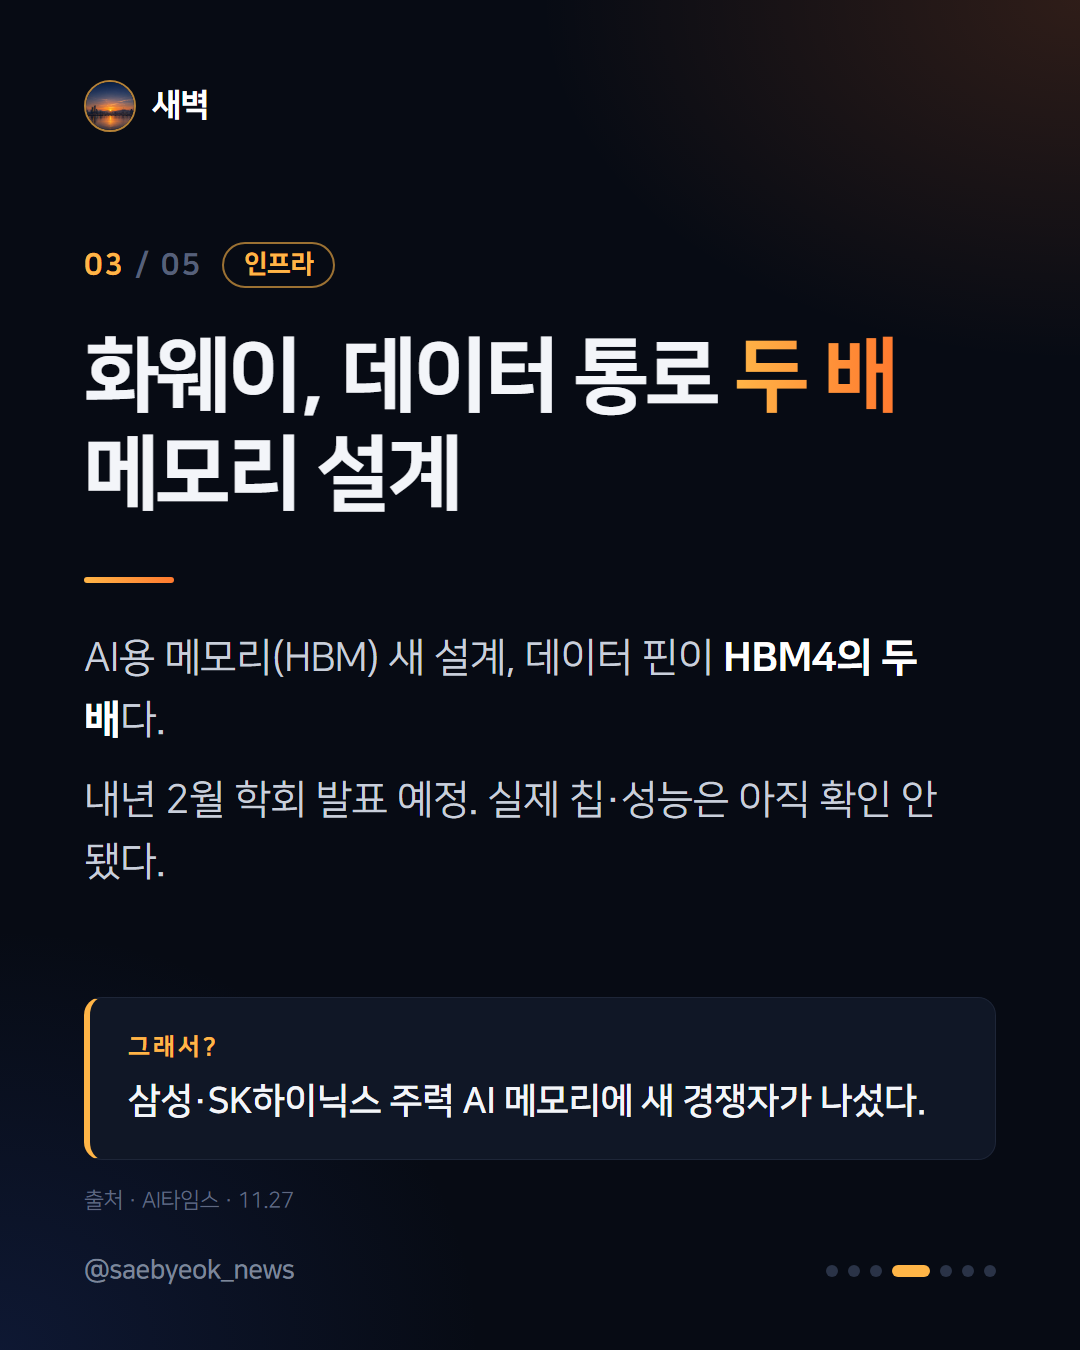 새벽
03 / 05 인프라
화웨이, 데이터 통로 두 배
메모리 설계
AI용 메모리(HBM) 새 설계, 데이터 핀이 HBM4의 두
배다.
내년 2월 학회 발표 예정. 실제 칩·성능은 아직 확인 안
됐다.
그래서?
삼성·SK하이닉스 주력 AI 메모리에 새 경쟁자가 나섰다.
출처 · AI타임스 · 11.27
@saebyeok_news